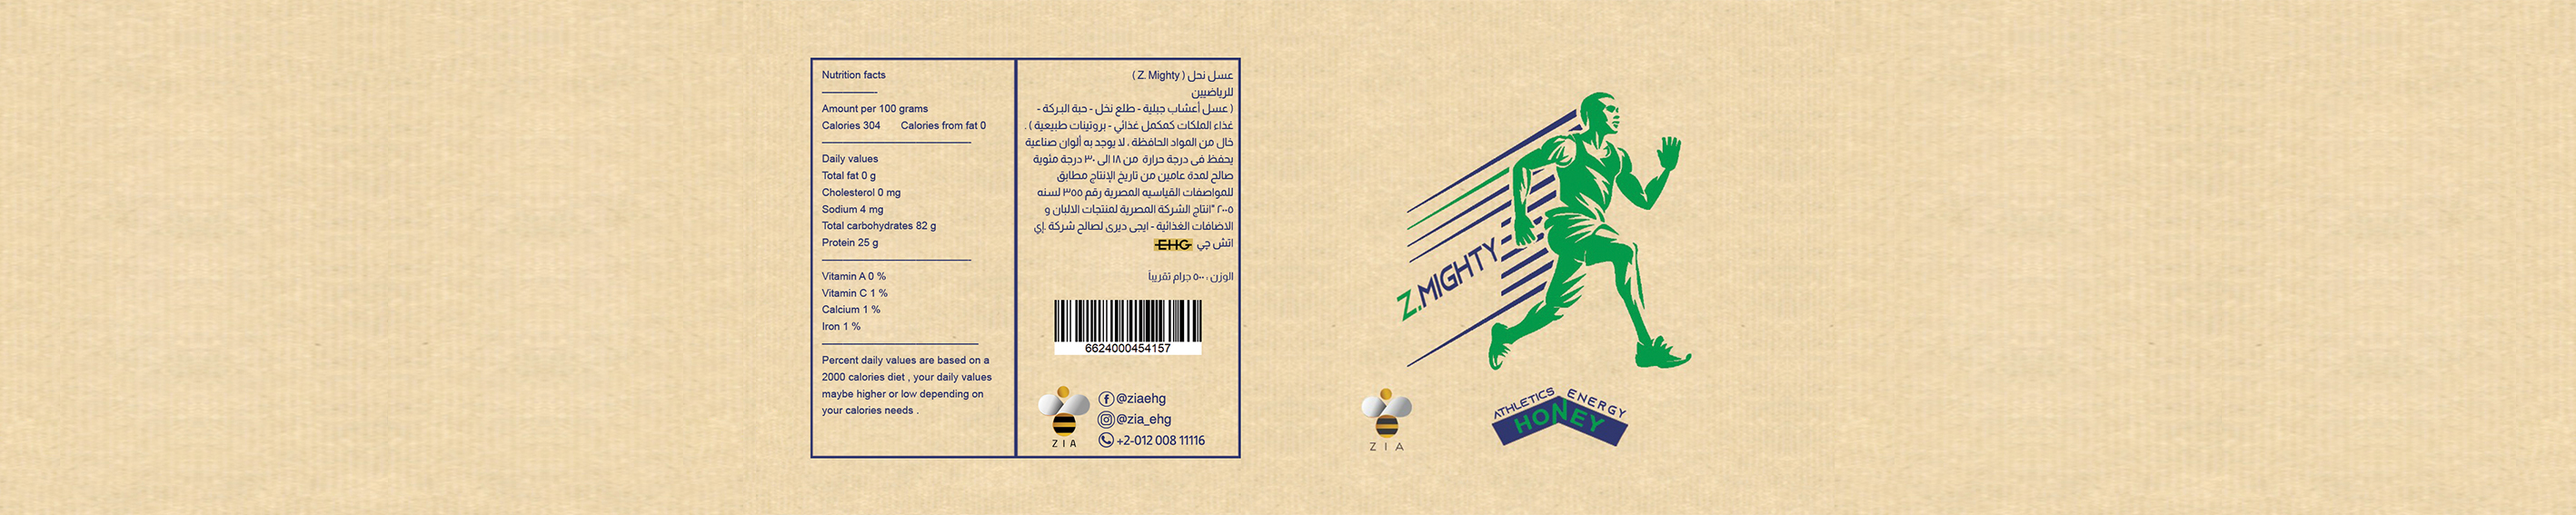 Nutrition facts
Amount per 100 grams
Calories 304 Calories from fat 0
Daily values
Total fat 0 g
Cholesterol 0 mg
Sodium 4 mg
Total carbohydrates 82 g
Protein 25 g
Vitamin A 0 %
Vitamin C 1 %
Calcium 1 %
Iron 1 %
Percent daily values are based on a
2000 calories diet , your daily values
maybe higher or low depending on
your calories needs .
عسل نحل ( Z. Mighty )
للرياضيين
( عسل أعشاب جبلية - طلع نخل - حبة البركة -
غذاء الملكات كمكمل غذائي - بروتينات طبيعية ) .
خال من المواد الحافظة ، لا يوجد به ألوان صناعية
يحفظ فى درجة حرارة من ١٨ الى ٣٠ درجة مئوية
صالح لمدة عامين من تاريخ الإنتاج مطابق
للمواصفات القياسيه المصرية رقم ٣٥٥ لسنه
٢٠٠٥ "انتاج الشركة المصرية لمنتجات الالبان و
الاضافات الغذائية - ايجى ديرى لصالح شركة .إي
اتش چي EHG
الوزن : ٥٠٠ جرام تقريباً
6624000454157
ZIA
@ziaehg
@zia_ehg
+2-012 008 11116
Z.MIGHTY
ZIA
ATHLETICS ENERGY
HONEY